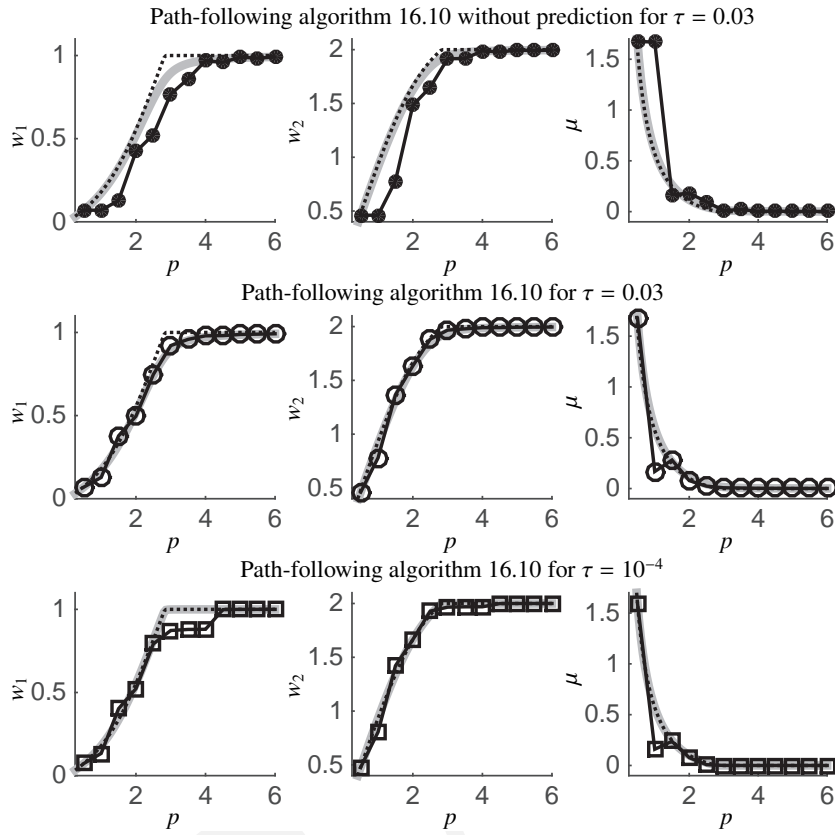 Path-following algorithm 16.10 without prediction for τ = 0.03
1
0.5
0
w₁
2 4 6
p
2
1.5
1
0.5
w₂
2 4 6
p
1.5
1
0.5
0
μ
2 4 6
p
Path-following algorithm 16.10 for τ = 0.03
1
0.5
0
w₁
2 4 6
p
2
1.5
1
0.5
w₂
2 4 6
p
1.5
1
0.5
0
μ
2 4 6
p
Path-following algorithm 16.10 for τ = 10⁻⁴
1
0.5
0
w₁
2 4 6
p
2
1.5
1
0.5
w₂
2 4 6
p
1.5
1
0.5
0
μ
2 4 6
p